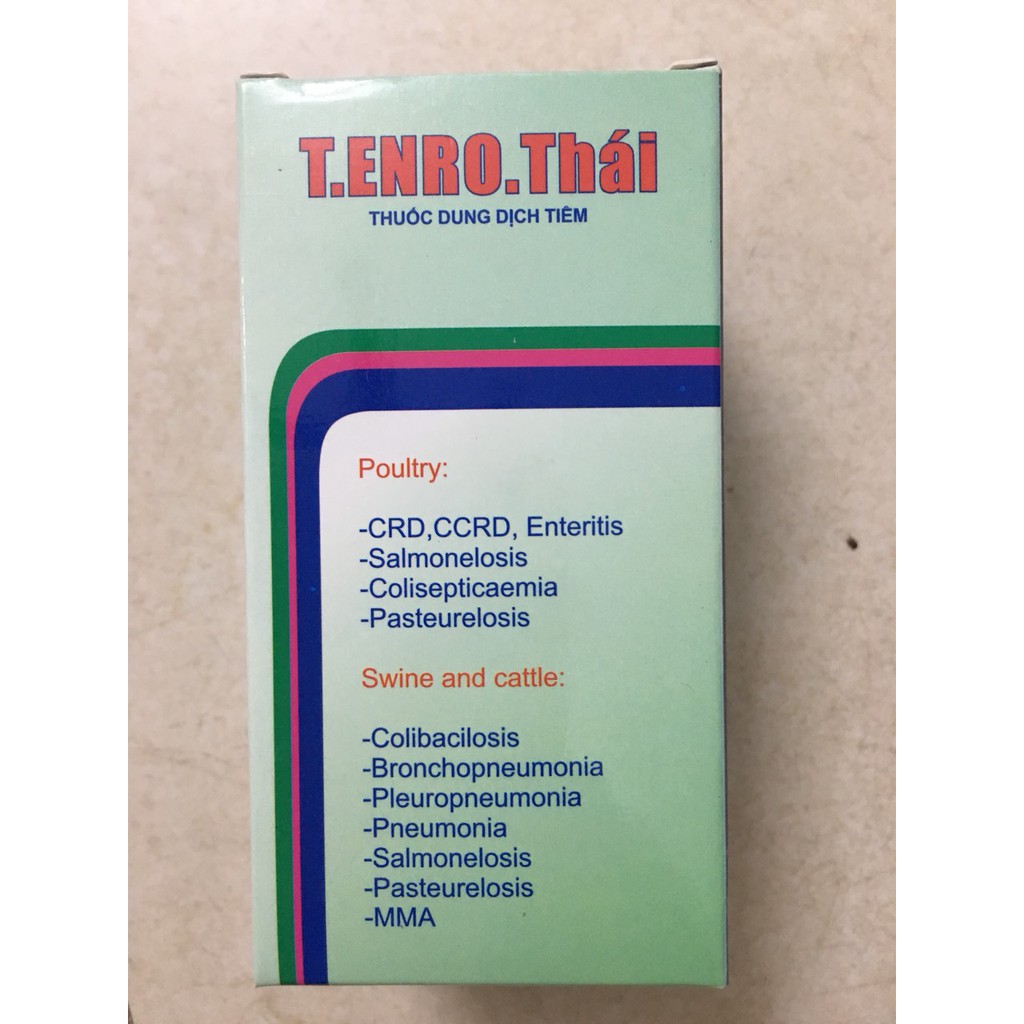 T.ENRO.Thái
THUỐC DUNG DỊCH TIÊM
Poultry:
-CRD,CCRD, Enteritis
-Salmonelosis
-Colisepticaemia
-Pasteurelosis
Swine and cattle:
-Colibacilosis
-Bronchopneumonia
-Pleuropneumonia
-Pneumonia
-Salmonelosis
-Pasteurelosis
-MMA